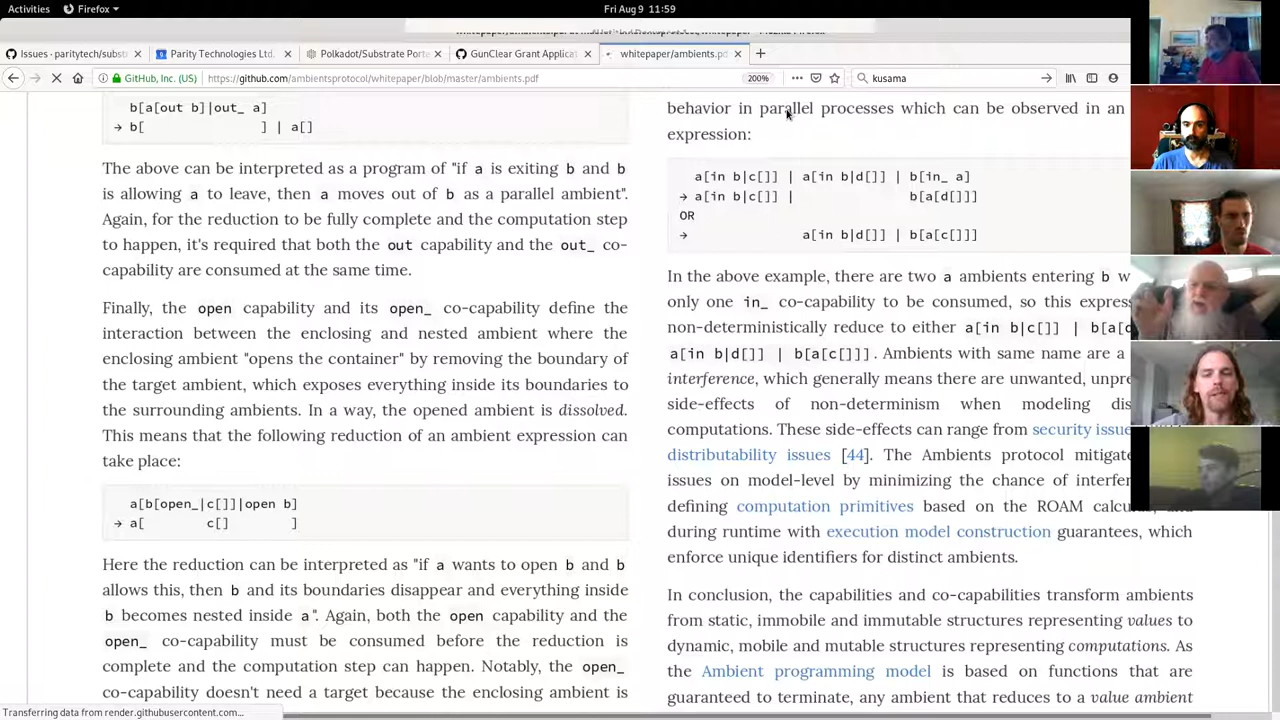 Activities
Firefox
Fri Aug 9 11:59
Issues - paritytech/subst
Parity Technologies Ltd.
Polkadot/Substrate Porte
GunClear Grant Applica
whitepaper/ambients.pd
GitHub, Inc. (US)
https://github.com/ambientsprotocol/whitepaper/blob/master/ambients.pdf
200%
kusama
b[a[out b]|out_ a]
→ b[ ] | a[]
The above can be interpreted as a program of "if a is exiting b and b
is allowing a to leave, then a moves out of b as a parallel ambient".
Again, for the reduction to be fully complete and the computation step
to happen, it's required that both the out capability and the out_ co-
capability are consumed at the same time.
Finally, the open capability and its open_ co-capability define the
interaction between the enclosing and nested ambient where the
enclosing ambient "opens the container" by removing the boundary of
the target ambient, which exposes everything inside its boundaries to
the surrounding ambients. In a way, the opened ambient is dissolved.
This means that the following reduction of an ambient expression can
take place:
a[b[open_|c[]]|open b]
→ a[ c[] ]
Here the reduction can be interpreted as "if a wants to open b and b
allows this, then b and its boundaries disappear and everything inside
b becomes nested inside a". Again, both the open capability and the
open_ co-capability must be consumed before the reduction is
complete and the computation step can happen. Notably, the open_
co-capability doesn't need a target because the enclosing ambient is
behavior in parallel processes which can be observed in an
expression:
a[in b|c[]] | a[in b|d[]] | b[in_ a]
→ a[in b|c[]] | b[a[d[]]]
OR
→ a[in b|d[]] | b[a[c[]]]
In the above example, there are two a ambients entering b w
only one in_ co-capability to be consumed, so this express
non-deterministically reduce to either a[in b|c[]] | b[a[d
a[in b|d[]] | b[a[c[]]]. Ambients with same name are a
interference, which generally means there are unwanted, unpre
side-effects of non-determinism when modeling dis
computations. These side-effects can range from security issue
distributability issues [44]. The Ambients protocol mitigate
issues on model-level by minimizing the chance of interfer
defining computation primitives based on the ROAM calcu
during runtime with execution model construction guarantees, which
enforce unique identifiers for distinct ambients.
In conclusion, the capabilities and co-capabilities transform ambients
from static, immobile and immutable structures representing values to
dynamic, mobile and mutable structures representing computations. As
the Ambient programming model is based on functions that are
guaranteed to terminate, any ambient that reduces to a value ambient
Transferring data from render.githubusercontent.com...